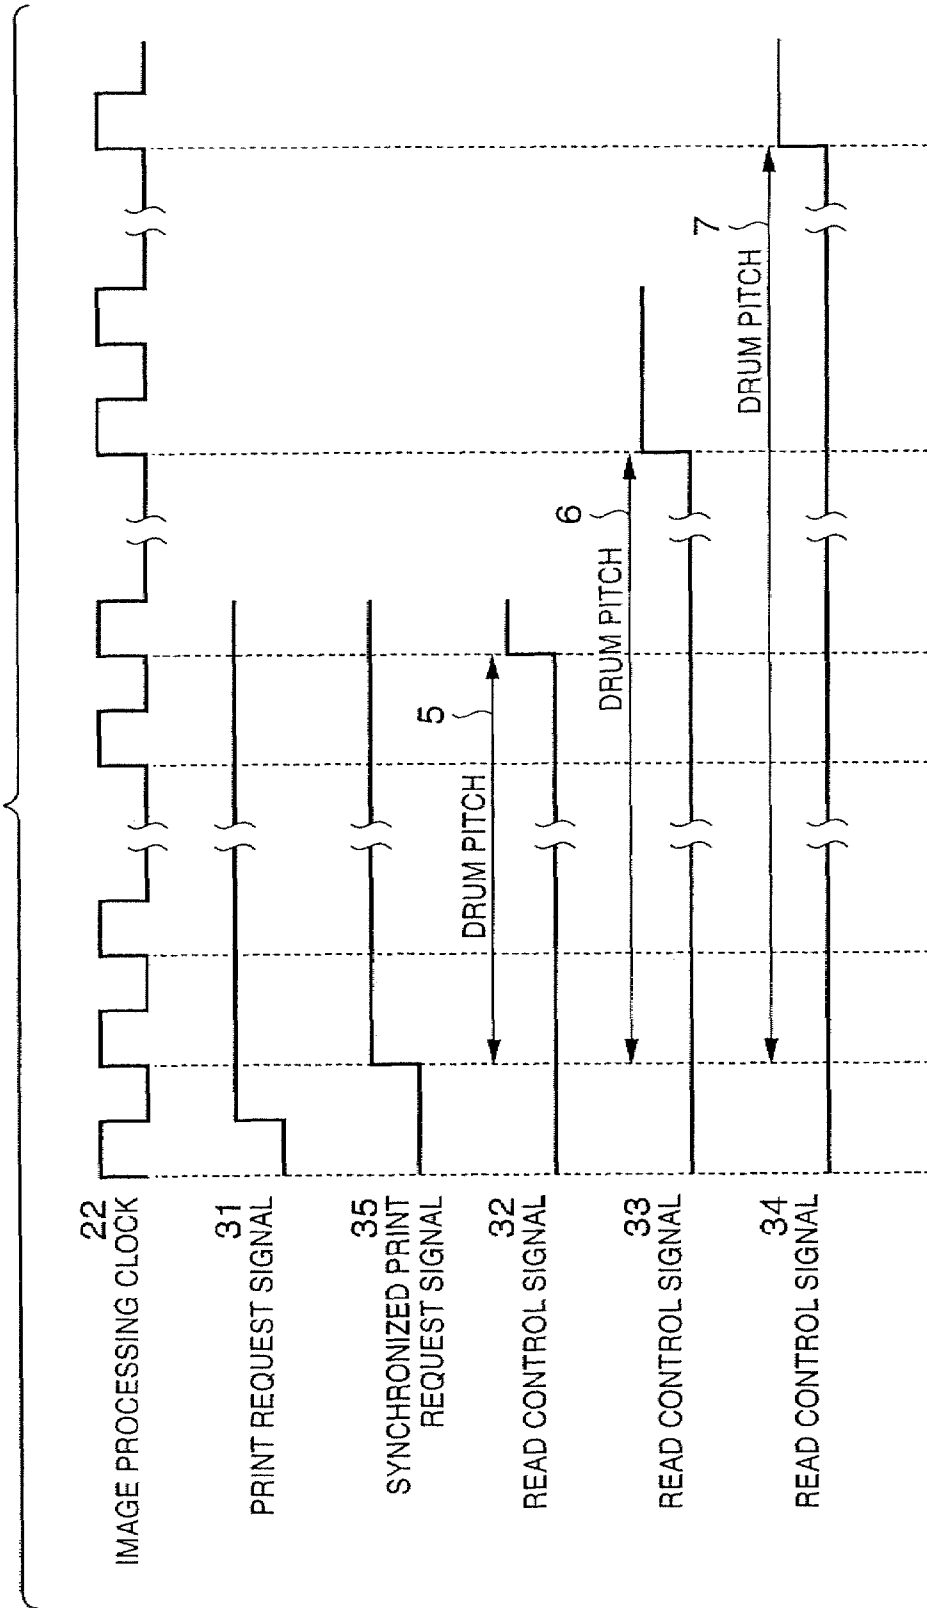 22
IMAGE PROCESSING CLOCK
31
PRINT REQUEST SIGNAL
35
SYNCHRONIZED PRINT
REQUEST SIGNAL
32
READ CONTROL SIGNAL
DRUM PITCH
5
33
READ CONTROL SIGNAL
DRUM PITCH
6
34
READ CONTROL SIGNAL
DRUM PITCH
7